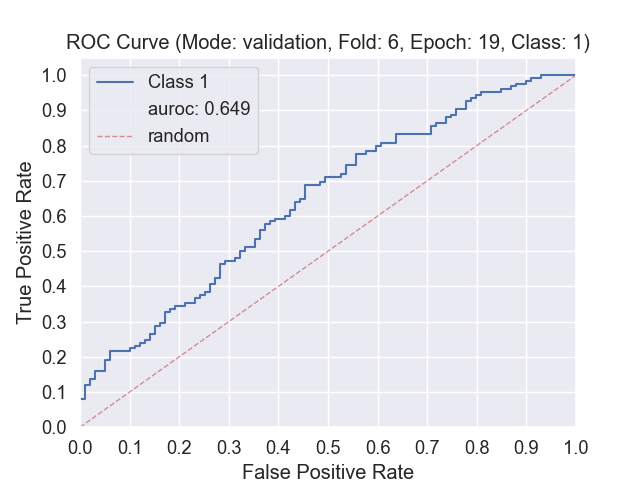 ROC Curve (Mode: validation, Fold: 6, Epoch: 19, Class: 1)
Class 1
auroc: 0.649
random
True Positive Rate
1.0
0.9
0.8
0.7
0.6
0.5
0.4
0.3
0.2
0.1
0.0
0.0 0.1 0.2 0.3 0.4 0.5 0.6 0.7 0.8 0.9 1.0
False Positive Rate